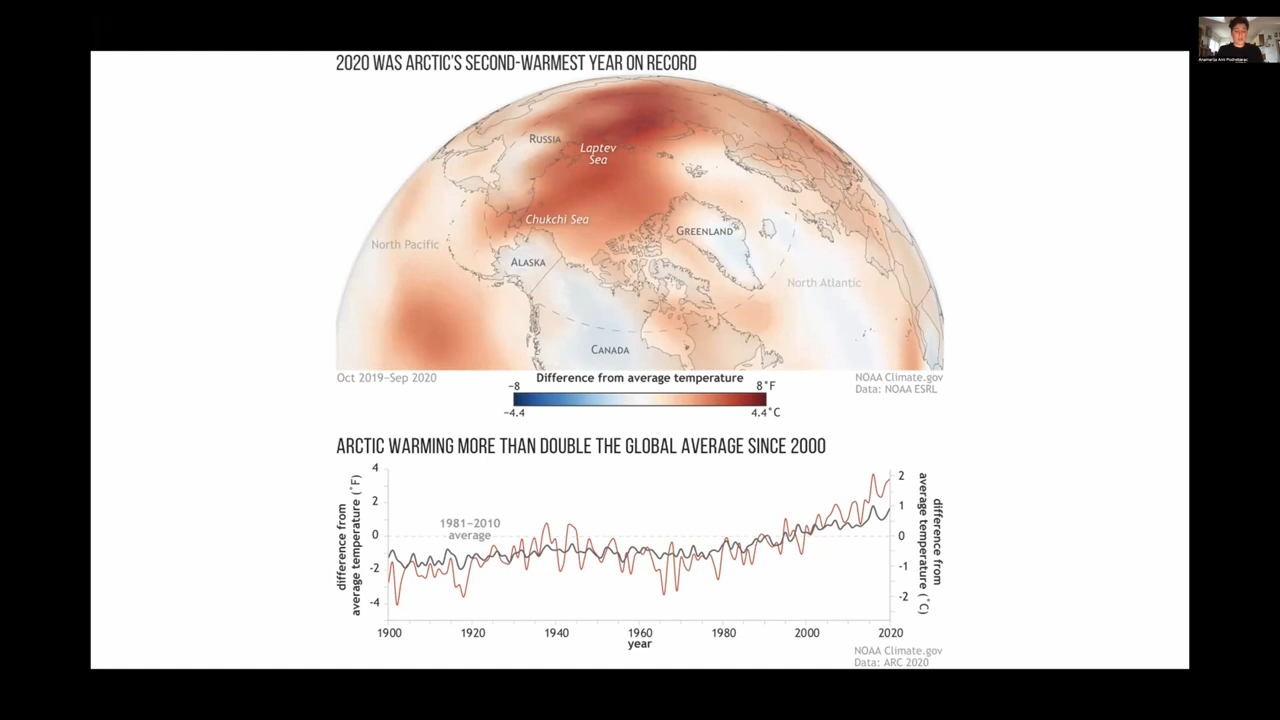 2020 WAS ARCTIC'S SECOND-WARMEST YEAR ON RECORD
RUSSIA
Laptev
Sea
Chukchi Sea
GREENLAND
North Pacific
ALASKA
North Atlantic
CANADA
Oct 2019–Sep 2020
Difference from average temperature
NOAA Climate.gov
Data: NOAA ESRL
−8
8°F
−4.4
4.4°C
ARCTIC WARMING MORE THAN DOUBLE THE GLOBAL AVERAGE SINCE 2000
difference from
average temperature (°F)
4
2
0
-2
-4
1981–2010
average
2
1
0
-1
-2
difference from
average temperature (°C)
1900
1920
1940
1960
1980
2000
2020
year
NOAA Climate.gov
Data: ARC 2020